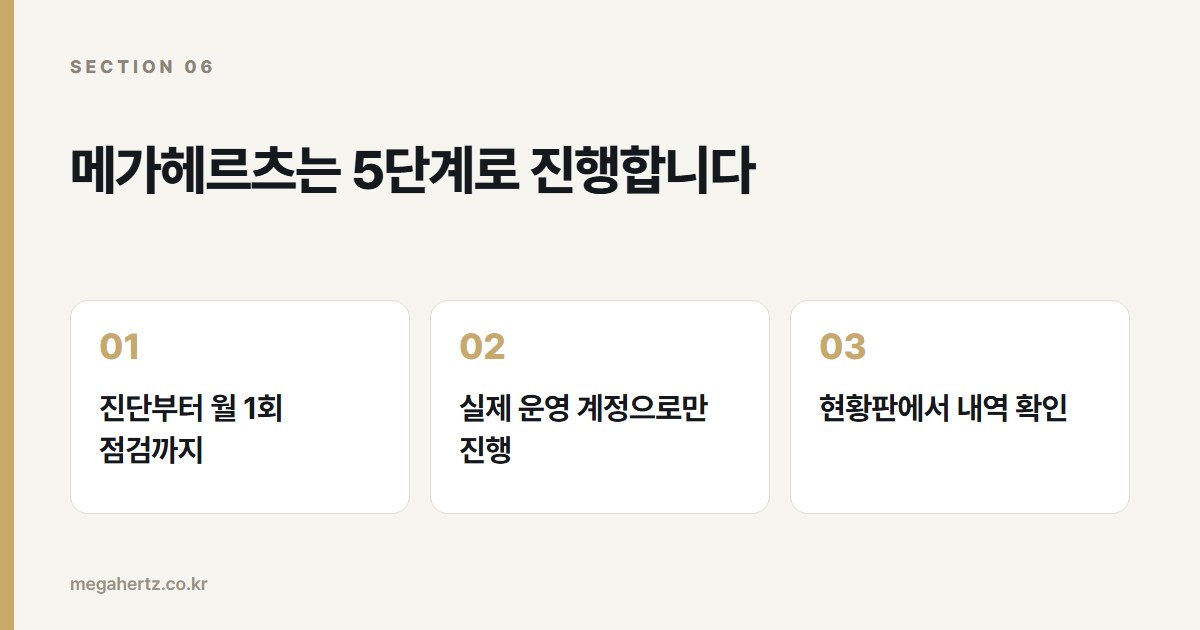 SECTION 06
메가헤르츠는 5단계로 진행합니다
01
진단부터 월 1회
점검까지
02
실제 운영 계정으로만
진행
03
현황판에서 내역 확인
megahertz.co.kr